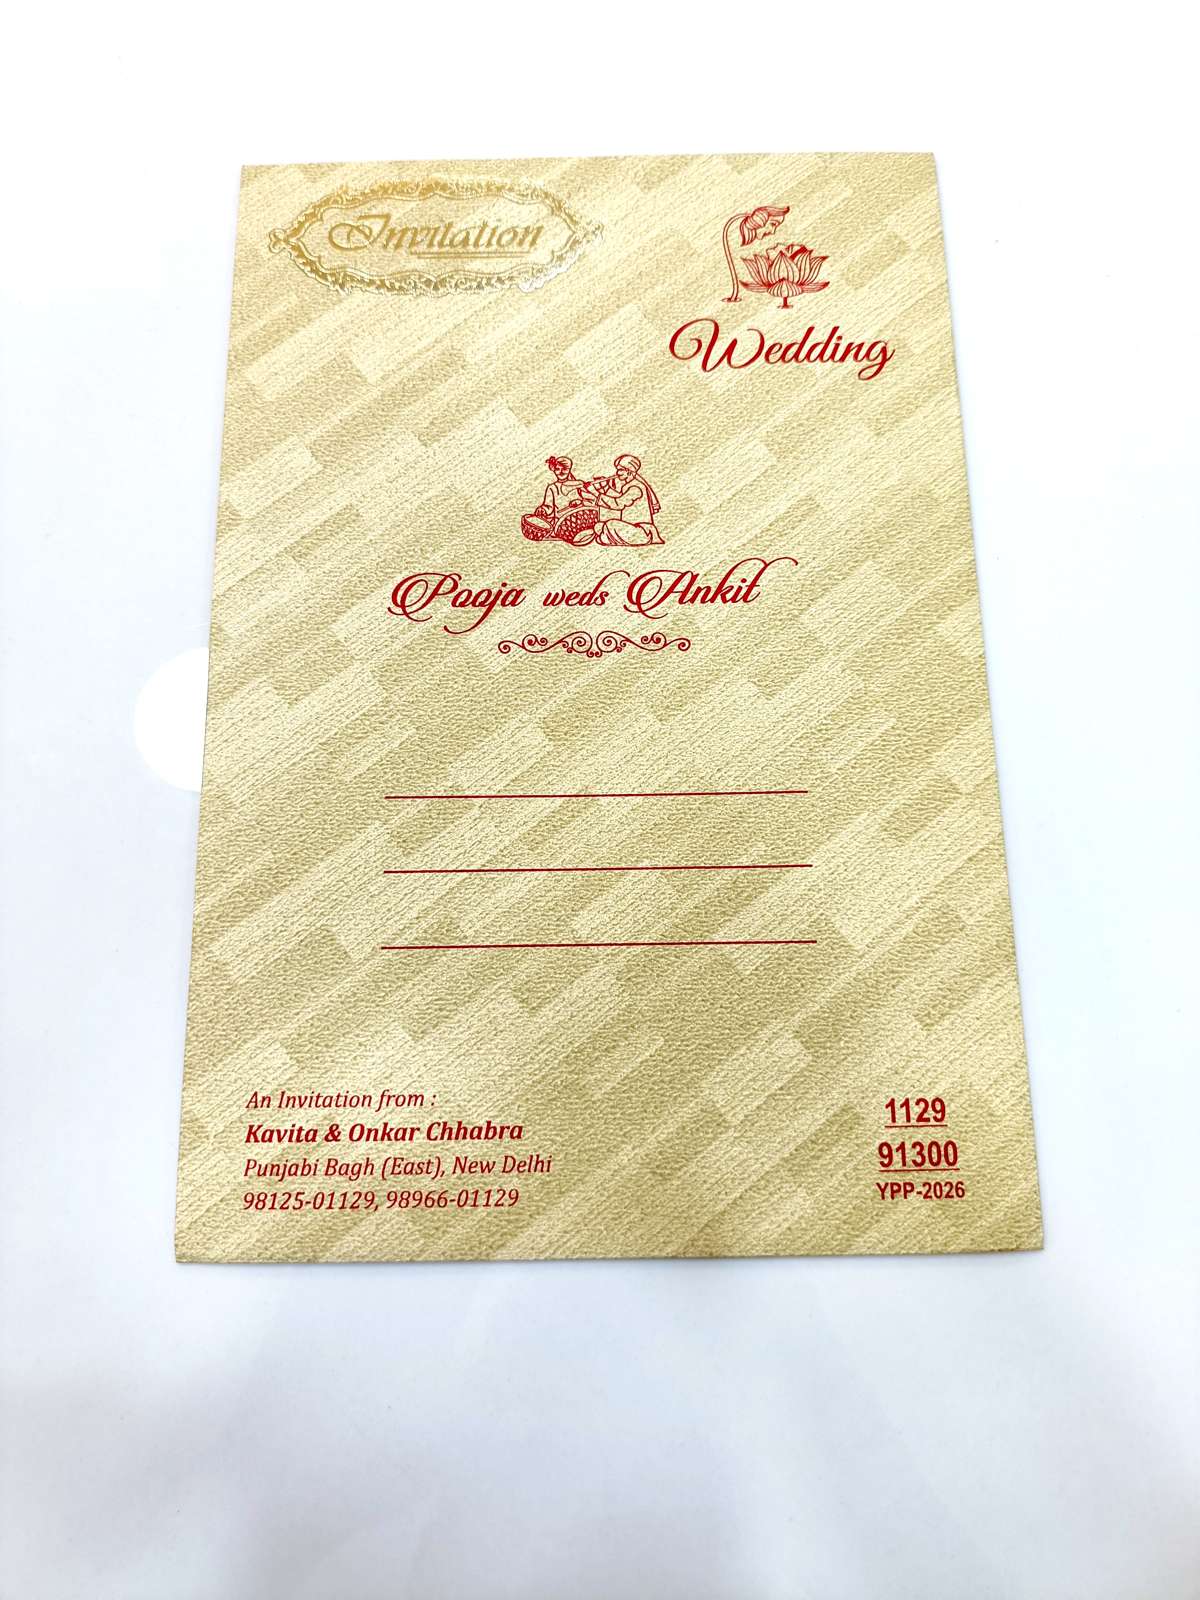 Invitation
Wedding
Pooja weds Ankit
An Invitation from :
Kavita & Onkar Chhabra
Punjabi Bagh (East), New Delhi
98125-01129, 98966-01129
1129
91300
YPP-2026